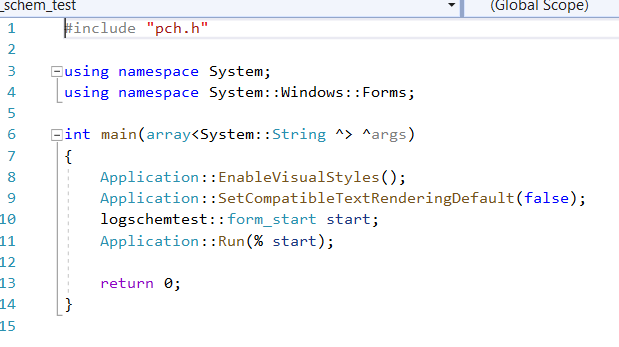 _schem_test (Global Scope)
1 #include "pch.h"
2
3 using namespace System;
4 using namespace System::Windows::Forms;
5
6 int main(array<System::String ^> ^args)
7 {
8 Application::EnableVisualStyles();
9 Application::SetCompatibleTextRenderingDefault(false);
10 logschemtest::form_start start;
11 Application::Run(% start);
12
13 return 0;
14 }
15